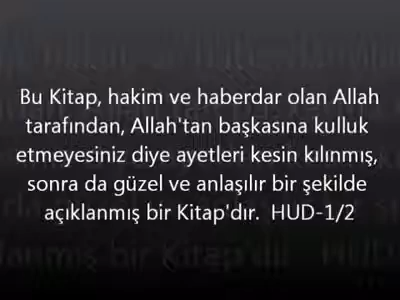 Bu Kitap, hakim ve haberdar olan Allah
tarafından, Allah'tan başkasına kulluk
etmeyesiniz diye ayetleri kesin kılınmış,
sonra da güzel ve anlaşılır bir şekilde
açıklanmış bir Kitap'dır.  HUD-1/2